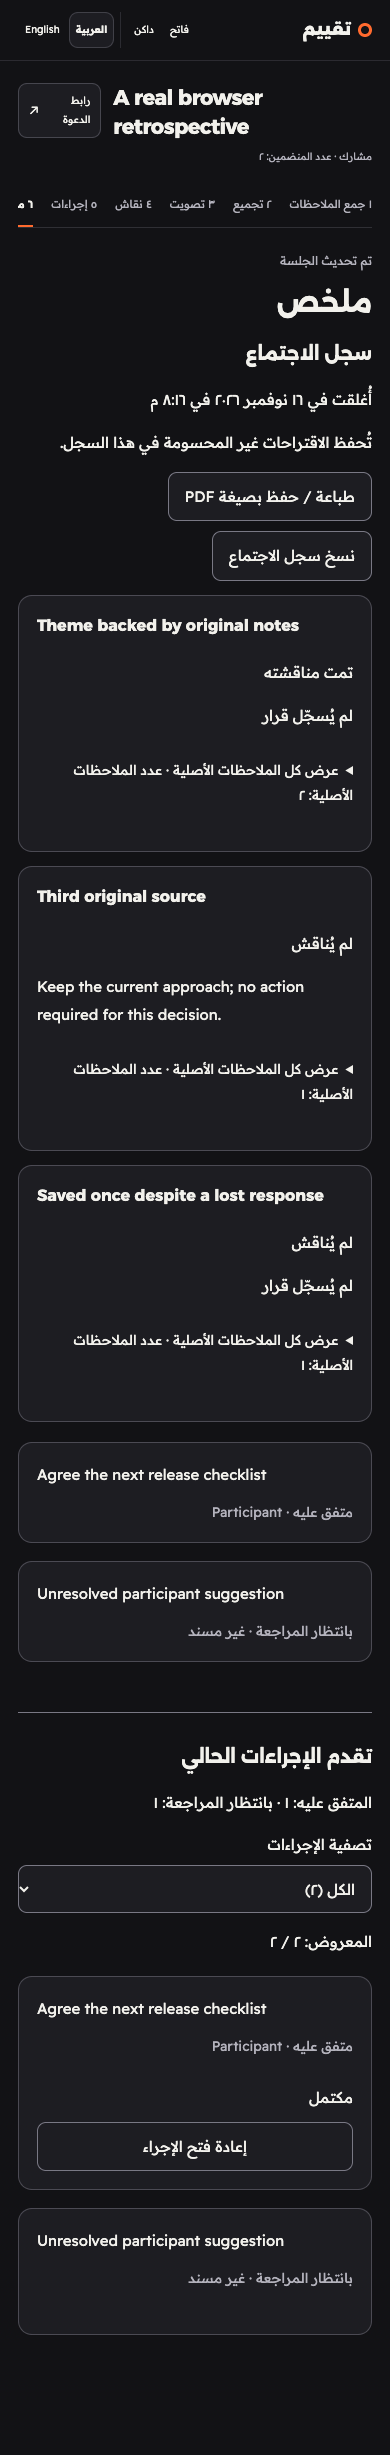 تقييم
فاتح
داكن
العربية
English
A real browser
retrospective
رابط
الدعوة
مشارك · عدد المنضمين: ٢
١ جمع الملاحظات
٢ تجميع
٣ تصويت
٤ نقاش
٥ إجراءات
٦ م
تم تحديث الجلسة
ملخص
سجل الاجتماع
أُغلقت في ١٦ نوفمبر ٢٠٢٦ في ٨:١٦ م
تُحفظ الاقتراحات غير المحسومة في هذا السجل.
طباعة / حفظ بصيغة PDF
نسخ سجل الاجتماع
Theme backed by original notes
تمت مناقشته
لم يُسجّل قرار
عرض كل الملاحظات الأصلية · عدد الملاحظات
الأصلية: ٢
Third original source
لم يُناقش
Keep the current approach; no action
required for this decision.
عرض كل الملاحظات الأصلية · عدد الملاحظات
الأصلية: ١
Saved once despite a lost response
لم يُناقش
لم يُسجّل قرار
عرض كل الملاحظات الأصلية · عدد الملاحظات
الأصلية: ١
Agree the next release checklist
متفق عليه · Participant
Unresolved participant suggestion
بانتظار المراجعة · غير مسند
تقدم الإجراءات الحالي
المتفق عليه: ١ · بانتظار المراجعة: ١
تصفية الإجراءات
الكل (٢)
المعروض: ٢ / ٢
Agree the next release checklist
متفق عليه · Participant
مكتمل
إعادة فتح الإجراء
Unresolved participant suggestion
بانتظار المراجعة · غير مسند